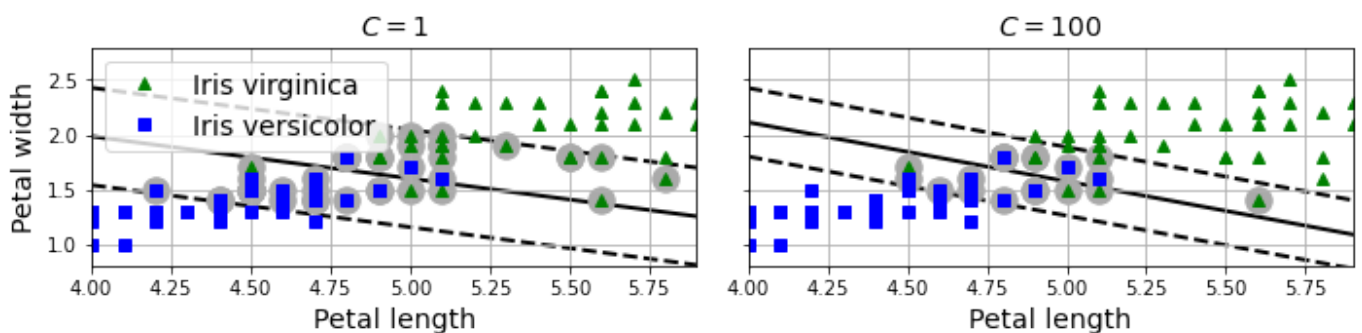 C = 1
C = 100
Iris virginica
Iris versicolor
Petal width
2.5
2.0
1.5
1.0
4.00 4.25 4.50 4.75 5.00 5.25 5.50 5.75
4.00 4.25 4.50 4.75 5.00 5.25 5.50 5.75
Petal length
Petal length